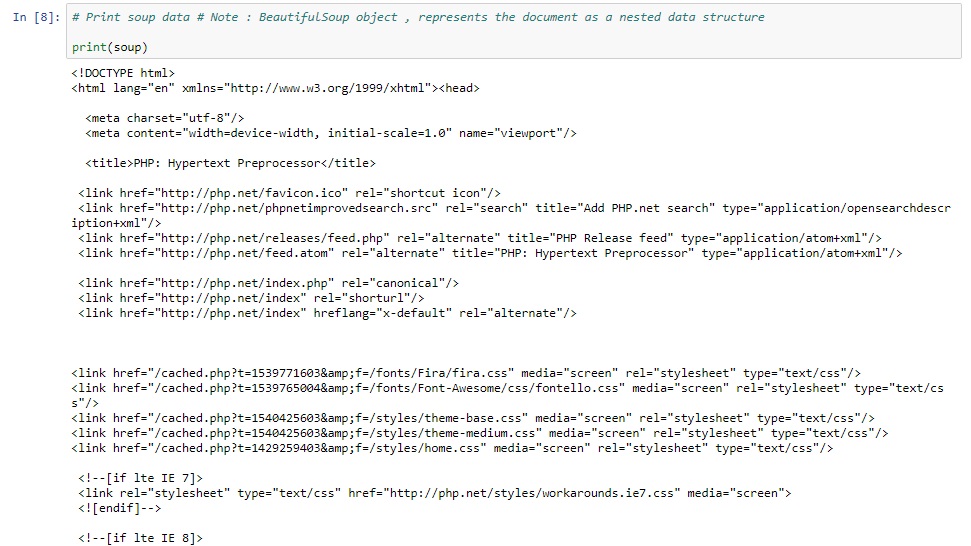 In [8]: # Print soup data # Note : BeautifulSoup object , represents the document as a nested data structure
print(soup)
<!DOCTYPE html>
<html lang="en" xmlns="http://www.w3.org/1999/xhtml"><head>
<meta charset="utf-8"/>
<meta content="width=device-width, initial-scale=1.0" name="viewport"/>
<title>PHP: Hypertext Preprocessor</title>
<link href="http://php.net/favicon.ico" rel="shortcut icon"/>
<link href="http://php.net/phpnetimprovedsearch.src" rel="search" title="Add PHP.net search" type="application/opensearchdescr
iption+xml"/>
<link href="http://php.net/releases/feed.php" rel="alternate" title="PHP Release feed" type="application/atom+xml"/>
<link href="http://php.net/feed.atom" rel="alternate" title="PHP: Hypertext Preprocessor" type="application/atom+xml"/>
<link href="http://php.net/index.php" rel="canonical"/>
<link href="http://php.net/index" rel="shorturl"/>
<link href="http://php.net/index" hreflang="x-default" rel="alternate"/>
<link href="/cached.php?t=1539771603&amp;f=/fonts/Fira/fira.css" media="screen" rel="stylesheet" type="text/css"/>
<link href="/cached.php?t=1539765004&amp;f=/fonts/Font-Awesome/css/fontello.css" media="screen" rel="stylesheet" type="text/cs
s"/>
<link href="/cached.php?t=1540425603&amp;f=/styles/theme-base.css" media="screen" rel="stylesheet" type="text/css"/>
<link href="/cached.php?t=1540425603&amp;f=/styles/theme-medium.css" media="screen" rel="stylesheet" type="text/css"/>
<link href="/cached.php?t=1429259403&amp;f=/styles/home.css" media="screen" rel="stylesheet" type="text/css"/>
<!--[if lte IE 7]>
<link rel="stylesheet" type="text/css" href="http://php.net/styles/workarounds.ie7.css" media="screen">
<![endif]-->
<!--[if lte IE 8]>